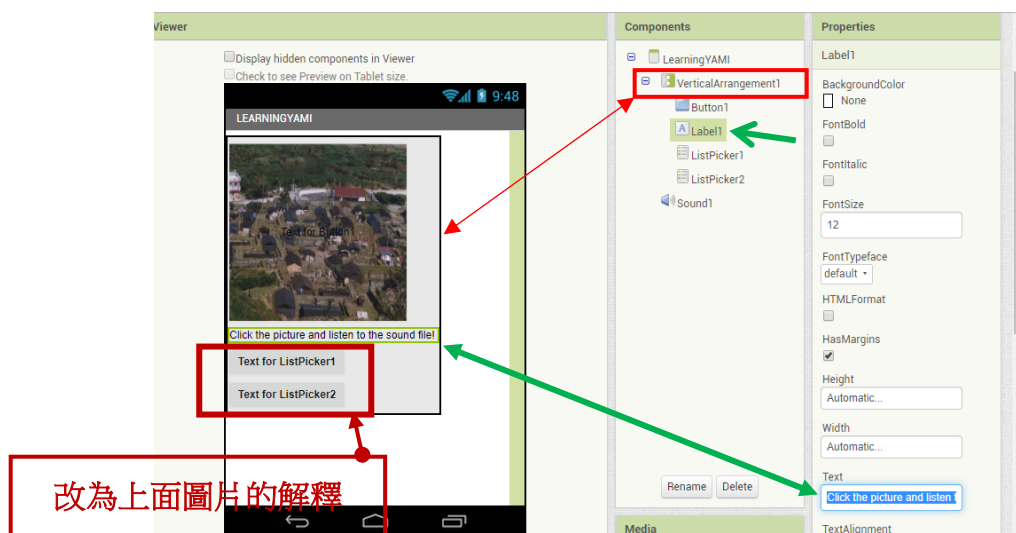 Viewer
Display hidden components in Viewer
Check to see Preview on Tablet size.
9:48
LEARNINGYAMI
Text for Button1
Click the picture and listen to the sound file!
Text for ListPicker1
Text for ListPicker2
改為上面圖片的解釋
Components
LearningYAMI
VerticalArrangement1
Button1
A Label1
ListPicker1
ListPicker2
Sound1
Rename Delete
Media
Properties
Label1
BackgroundColor
None
FontBold
FontItalic
FontSize
12
FontTypeface
default
HTMLFormat
HasMargins
Height
Automatic...
Width
Automatic...
Text
Click the picture and listen
TextAlignment